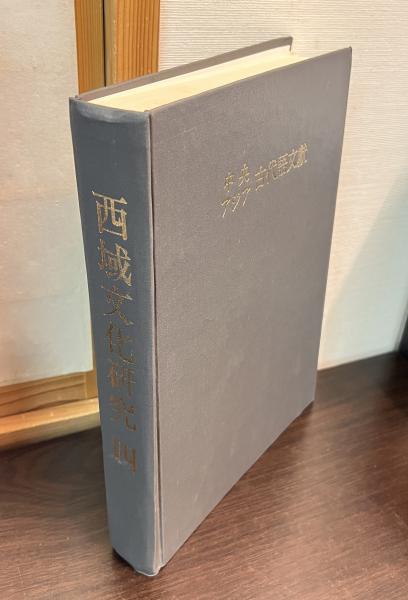 西域文化研究 四
中央
アジア 古代語文献